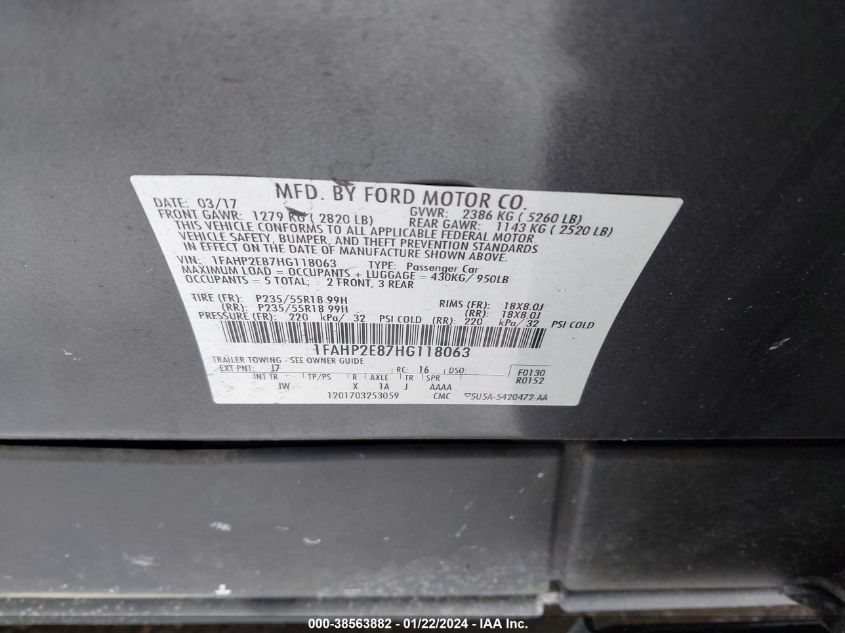 MFD. BY FORD MOTOR CO.
DATE: 03/17 GVWR: 2386 KG ( 5260 LB)
FRONT GAWR: 1279 KG ( 2820 LB) REAR GAWR: 1143 KG ( 2520 LB)
THIS VEHICLE CONFORMS TO ALL APPLICABLE FEDERAL MOTOR
VEHICLE SAFETY, BUMPER, AND THEFT PREVENTION STANDARDS
IN EFFECT ON THE DATE OF MANUFACTURE SHOWN ABOVE.
VIN: 1FAHP2E87HG118063 TYPE: Passenger Car
MAXIMUM LOAD = OCCUPANTS + LUGGAGE = 430KG/ 950LB
OCCUPANTS = 5 TOTAL, 2 FRONT, 3 REAR
TIRE (FR): P235/55R18 99H RIMS (FR): 18X8.0J
(RR): P235/55R18 99H (RR): 18X8.0J
PRESSURE (FR): 220 kPa/ 32 PSI COLD (RR): 220 kPa/ 32 PSI COLD
1FAHP2E87HG118063
TRAILER TOWING - SEE OWNER GUIDE
EXT PNT: J7 RC: 16 DSO: F0130
R0152
INT TR TP/PS R AXLE TR SPR
JW X 1A J AAAA
1201703253059 CMC 5U5A-5420472-AA
000-38563882 - 01/22/2024 - IAA Inc.